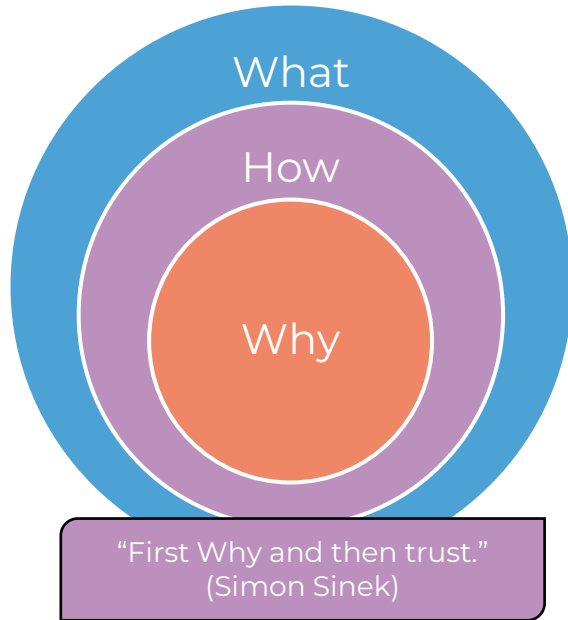 What
How
Why
“First Why and then trust.”
(Simon Sinek)